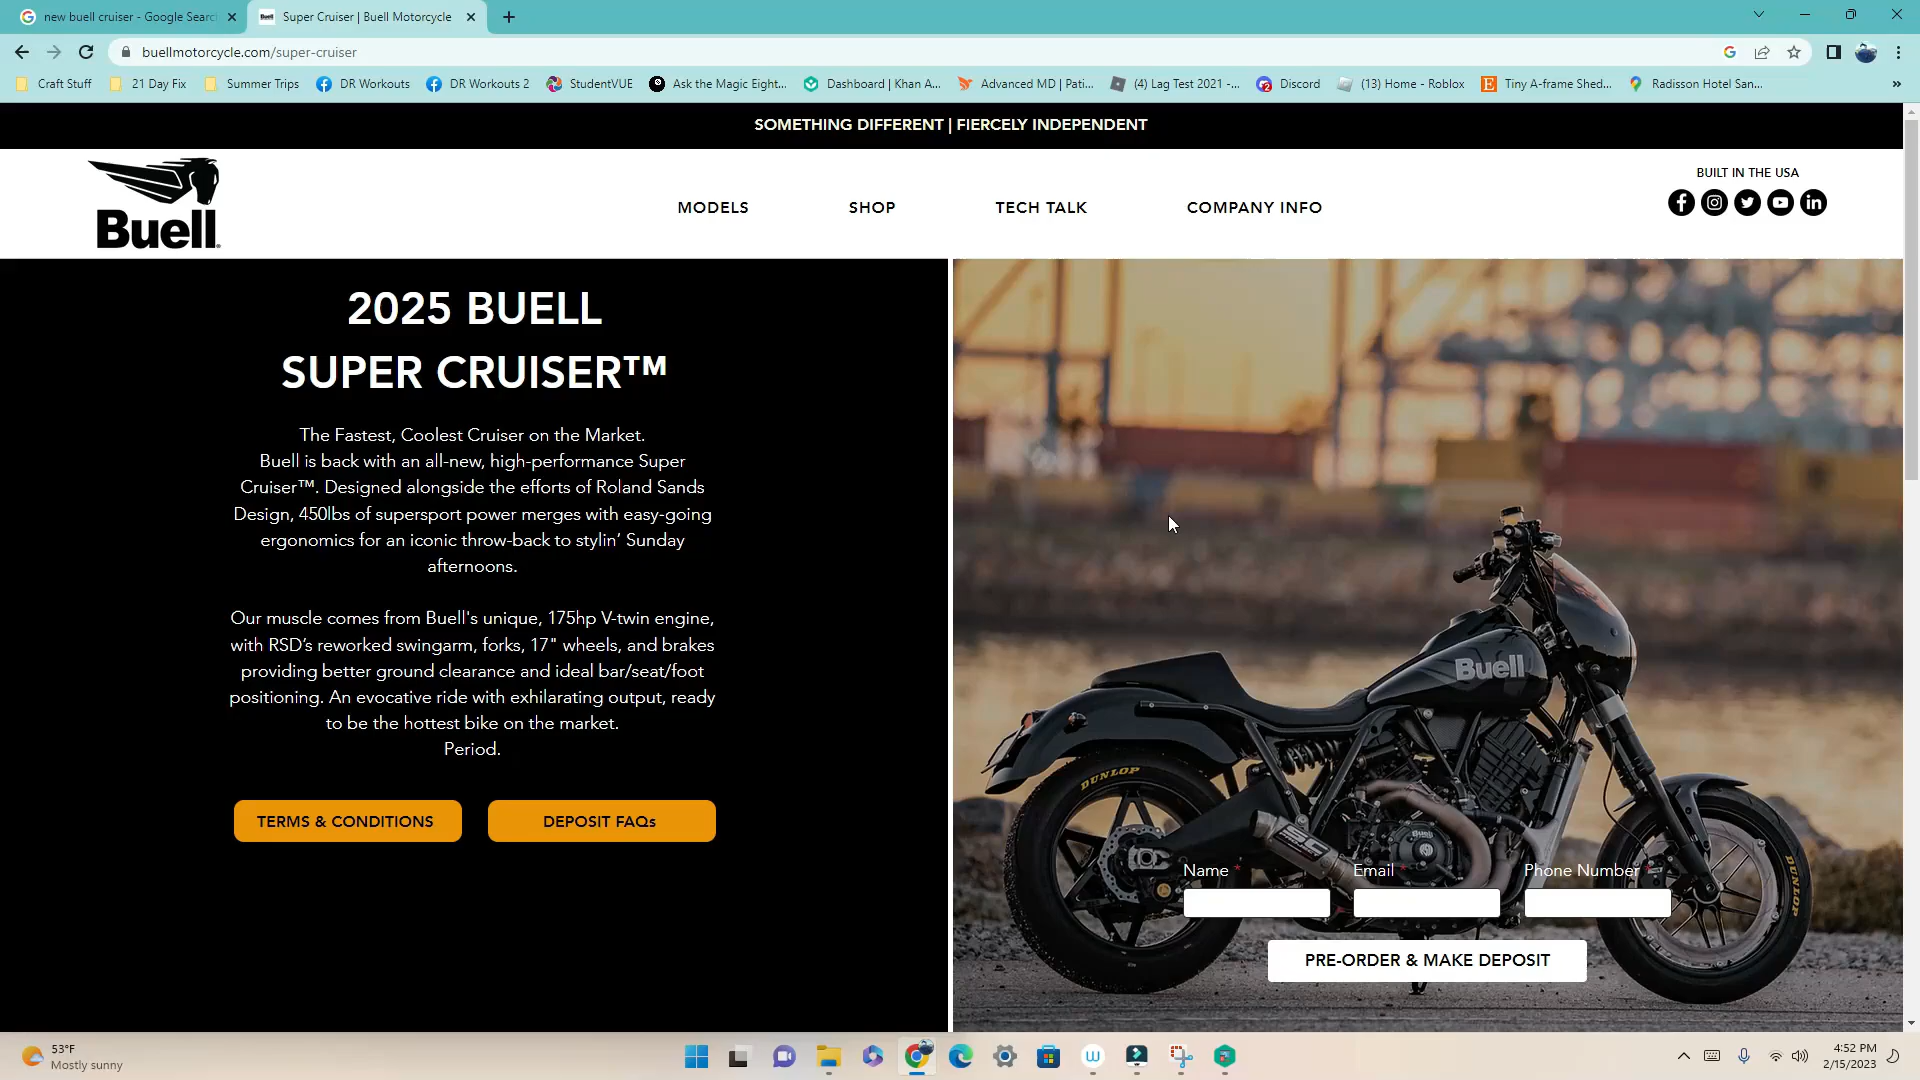 new buell cruiser - Google Searc
Super Cruiser | Buell Motorcycle
buellmotorcycle.com/super-cruiser
Craft Stuff
21 Day Fix
Summer Trips
DR Workouts
DR Workouts 2
StudentVUE
Ask the Magic Eight...
Dashboard | Khan A...
Advanced MD | Pati...
(4) Lag Test 2021 -...
Discord
(13) Home - Roblox
Tiny A-frame Shed...
Radisson Hotel San...
SOMETHING DIFFERENT | FIERCELY INDEPENDENT
Buell
MODELS
SHOP
TECH TALK
COMPANY INFO
BUILT IN THE USA
2025 BUELL
SUPER CRUISER™
The Fastest, Coolest Cruiser on the Market.
Buell is back with an all-new, high-performance Super
Cruiser™. Designed alongside the efforts of Roland Sands
Design, 450lbs of supersport power merges with easy-going
ergonomics for an iconic throw-back to stylin’ Sunday
afternoons.
Our muscle comes from Buell's unique, 175hp V-twin engine,
with RSD’s reworked swingarm, forks, 17" wheels, and brakes
providing better ground clearance and ideal bar/seat/foot
positioning. An evocative ride with exhilarating output, ready
to be the hottest bike on the market.
Period.
TERMS & CONDITIONS
DEPOSIT FAQs
Buell
DUNLOP
SC
Buell
DUNLOP
Name *
Email *
Phone Number *
PRE-ORDER & MAKE DEPOSIT
53°F
Mostly sunny
4:52 PM
2/15/2023